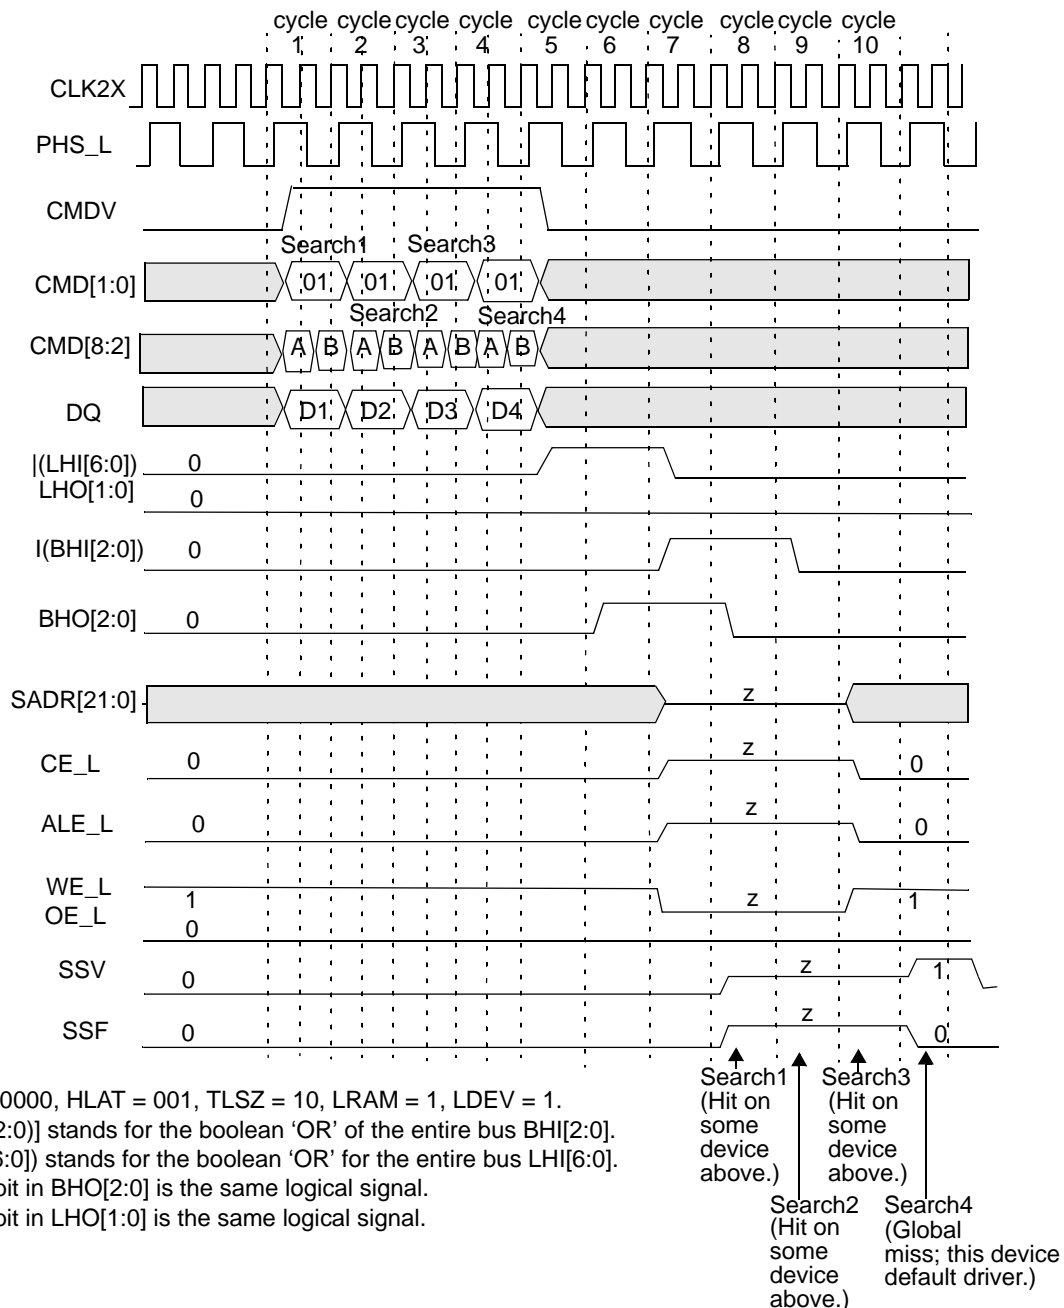 cycle cycle cycle cycle cycle cycle cycle cycle cycle cycle
1 2 3 4 5 6 7 8 9 10
CLK2X
PHS_L
CMDV
Search1 Search3
CMD[1:0] 01 01 01 01
Search2 Search4
CMD[8:2] A B A B A B A B
DQ D1 D2 D3 D4
|(LHI[6:0]) 0
LHO[1:0] 0
I(BHI[2:0]) 0
BHO[2:0] 0
SADR[21:0] z
CE_L 0 z 0
ALE_L 0 z 0
WE_L 1 z 1
OE_L 0
SSV 0 z 1
SSF 0 z 0
Search1 (Hit on some device above.)
Search3 (Hit on some device above.)
Search2 (Hit on some device above.)
Search4 (Global miss; this device default driver.)
0000, HLAT = 001, TLSZ = 10, LRAM = 1, LDEV = 1.
2:0)] stands for the boolean ‘OR’ of the entire bus BHI[2:0].
6:0]) stands for the boolean ‘OR’ for the entire bus LHI[6:0].
bit in BHO[2:0] is the same logical signal.
bit in LHO[1:0] is the same logical signal.